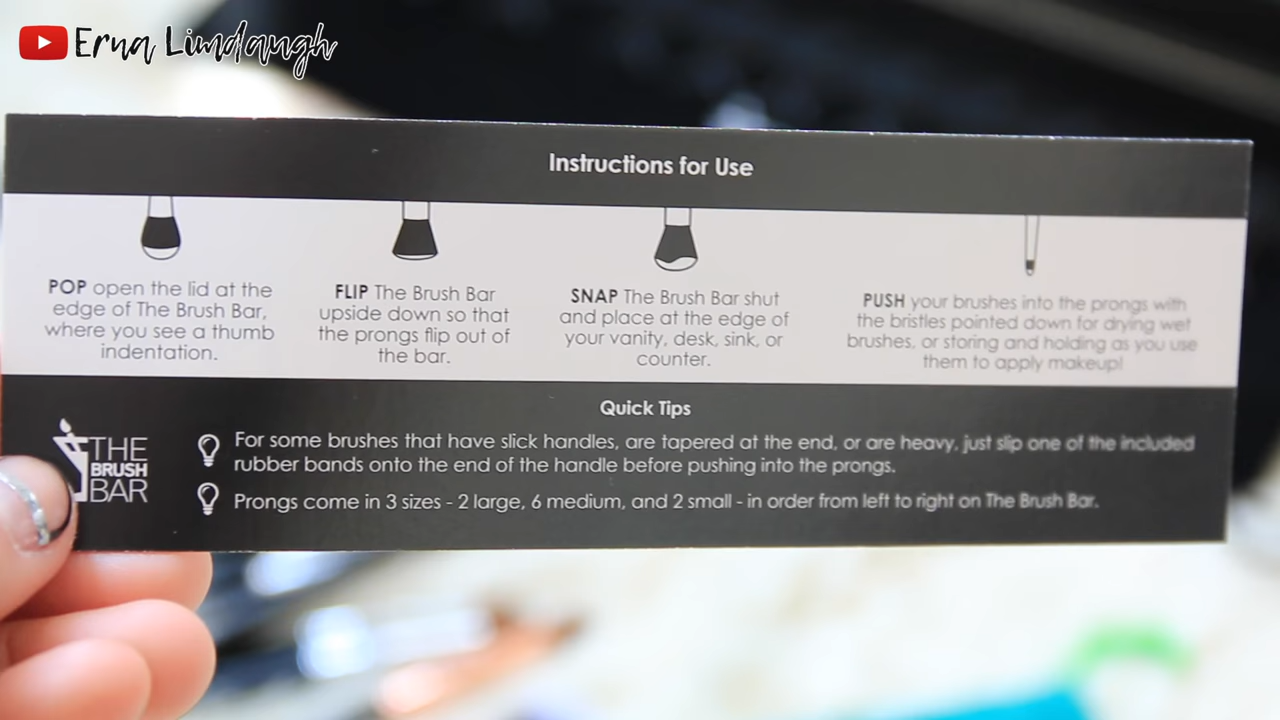 Erna Limdaugh
Instructions for Use
POP open the lid at the
edge of The Brush Bar,
where you see a thumb
indentation.
FLIP The Brush Bar
upside down so that
the prongs flip out of
the bar.
SNAP The Brush Bar shut
and place at the edge of
your vanity, desk, sink, or
counter.
PUSH your brushes into the prongs with
the bristles pointed down for drying wet
brushes, or storing and holding as you use
them to apply makeup!
Quick Tips
THE
BRUSH
BAR
For some brushes that have slick handles, are tapered at the end, or are heavy, just slip one of the included
rubber bands onto the end of the handle before pushing into the prongs.
Prongs come in 3 sizes - 2 large, 6 medium, and 2 small - in order from left to right on The Brush Bar.